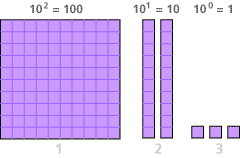 10² = 100 10¹ = 10 10⁰ = 1
1 2 3